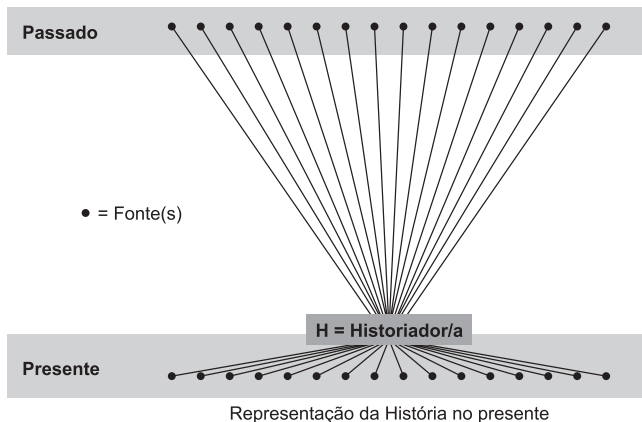 Passado
● = Fonte(s)
H = Historiador/a
Presente
Representação da História no presente